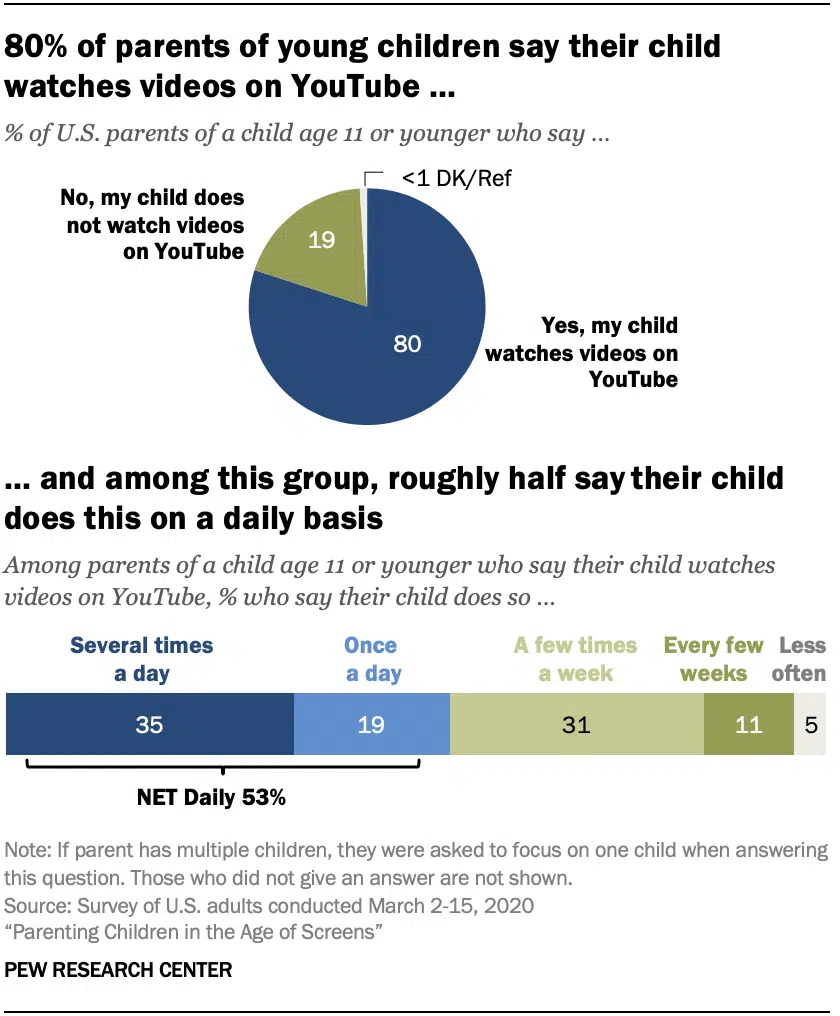 80% of parents of young children say their child
watches videos on YouTube ...
% of U.S. parents of a child age 11 or younger who say ...
<1 DK/Ref
No, my child does
not watch videos
on YouTube
19
80
Yes, my child
watches videos on
YouTube
... and among this group, roughly half say their child
does this on a daily basis
Among parents of a child age 11 or younger who say their child watches
videos on YouTube, % who say their child does so ...
Several times
a day
Once
a day
A few times
a week
Every few
weeks
Less
often
35
19
31
11
5
NET Daily 53%
Note: If parent has multiple children, they were asked to focus on one child when answering
this question. Those who did not give an answer are not shown.
Source: Survey of U.S. adults conducted March 2-15, 2020
“Parenting Children in the Age of Screens”
PEW RESEARCH CENTER